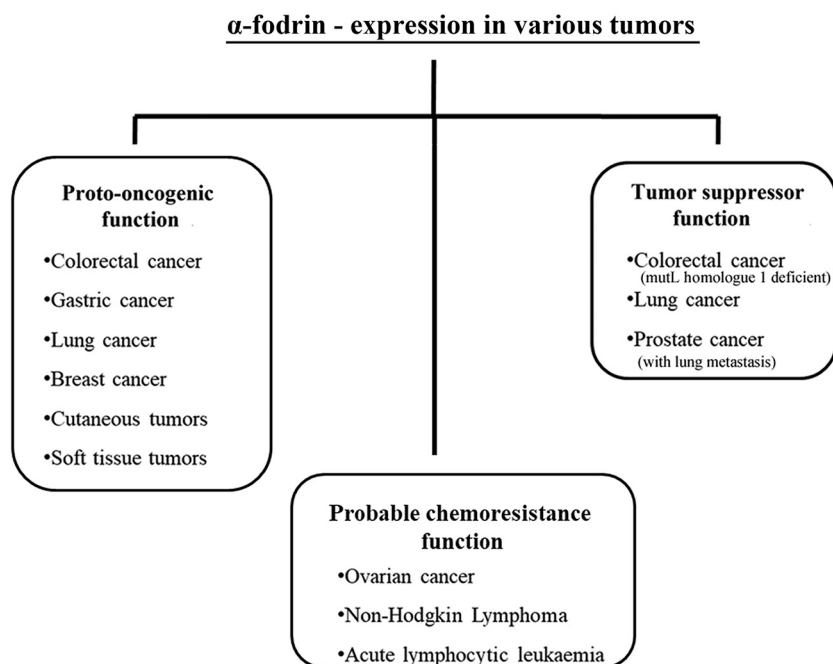 α-fodrin - expression in various tumors
Proto-oncogenic
function
•Colorectal cancer
•Gastric cancer
•Lung cancer
•Breast cancer
•Cutaneous tumors
•Soft tissue tumors
Probable chemoresistance
function
•Ovarian cancer
•Non-Hodgkin Lymphoma
•Acute lymphocytic leukaemia
Tumor suppressor
function
•Colorectal cancer
(mutL homologue 1 deficient)
•Lung cancer
•Prostate cancer
(with lung metastasis)